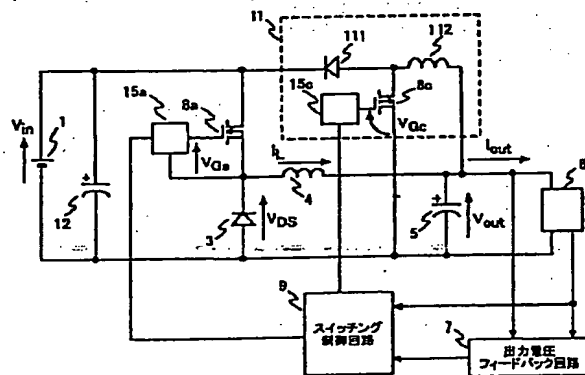 11
111
112
15a
8a
15c
8c
VGc
Vin
1
VGa
IL
Iout
12
4
6
3
VDS
5
Vout
9
スイッチング
制御回路
7
出力電圧
フィードバック回路